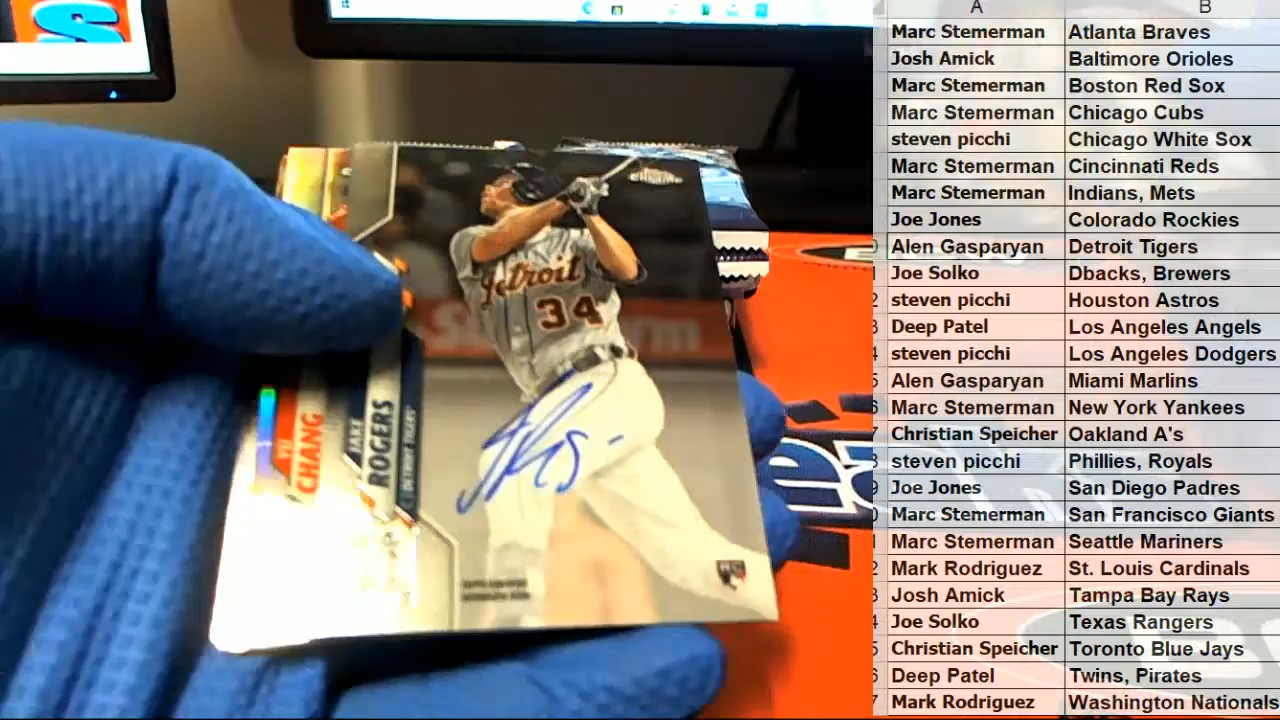 A B
Marc Stemerman Atlanta Braves
Josh Amick Baltimore Orioles
Marc Stemerman Boston Red Sox
Marc Stemerman Chicago Cubs
steven picchi Chicago White Sox
Marc Stemerman Cincinnati Reds
Marc Stemerman Indians, Mets
Joe Jones Colorado Rockies
Alen Gasparyan Detroit Tigers
Joe Solko Dbacks, Brewers
steven picchi Houston Astros
Deep Patel Los Angeles Angels
steven picchi Los Angeles Dodgers
Alen Gasparyan Miami Marlins
Marc Stemerman New York Yankees
Christian Speicher Oakland A's
steven picchi Phillies, Royals
Joe Jones San Diego Padres
Marc Stemerman San Francisco Giants
Marc Stemerman Seattle Mariners
Mark Rodriguez St. Louis Cardinals
Josh Amick Tampa Bay Rays
Joe Solko Texas Rangers
Christian Speicher Toronto Blue Jays
Deep Patel Twins, Pirates
Mark Rodriguez Washington Nationals
Detroit
34
YU
CHANG
JAKE
ROGERS
DETROIT TIGERS